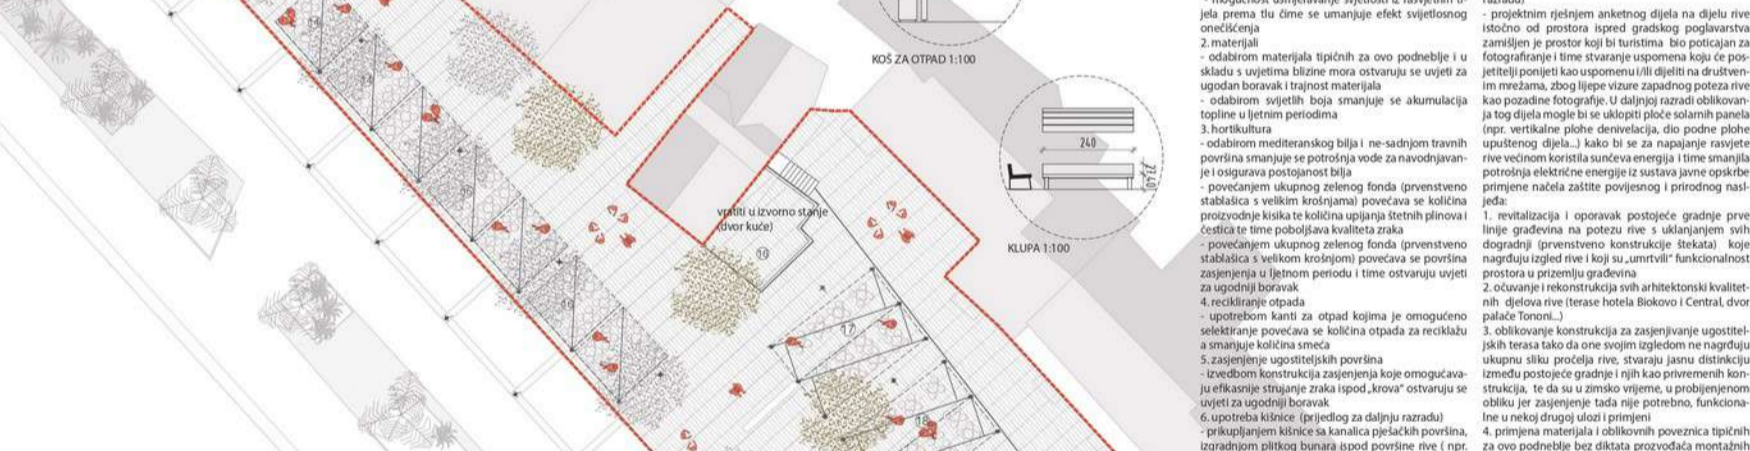 KOŠ ZA OTPAD 1:100
240
KLUPA 1:100
vratiti u izvorno stanje
(dvor kuće)
10
14
15
16
17
18
jela prema tlu čime se umanjuje efekt svijetlosnog
onečišćenja
2. materijali
- odabirom materijala tipičnih za ovo podneblje i u
skladu s uvjetima blizine mora ostvaruju se uvjeti za
ugodan boravak i trajnost materijala
- odabirom svijetlih boja smanjuje se akumulacija
topline u ljetnim periodima
3. hortikultura
- odabirom mediteranskog bilja i ne-sadnjom travnih
površina smanjuje se potrošnja vode za navodnjavan-
je i osigurava postojanost bilja
- povećanjem ukupnog zelenog fonda (prvenstveno
stablašica s velikim krošnjama) povećava se količina
proizvodnje kisika te količina upijanja štetnih plinova i
čestica te time poboljšava kvaliteta zraka
- povećanjem ukupnog zelenog fonda (prvenstveno
stablašica s velikom krošnjom) povećava se površina
zasjenjenja u ljetnom periodu i time ostvaruju uvjeti
za ugodniji boravak
4. recikliranje otpada
- upotrebom kanti za otpad kojima je omogućeno
selektiranje povećava se količina otpada za reciklažu
a smanjuje količina smeća
5. zasjenjenje ugostiteljskih površina
- izvedbom konstrukcija zasjenjenja koje omogućava-
ju efikasnije strujanje zraka ispod „krova“ ostvaruju se
uvjeti za ugodniji boravak
6. upotreba kišnice (prijedlog za daljnju razradu)
- prikupljanjem kišnice sa kanalica pješačkih površina,
izgradnjom plitkog bunara ispod površine rive ( npr.
razradu)
- projektnim rješenjem anketnog dijela na dijelu rive
istočno od prostora ispred gradskog poglavarstva
zamišljen je prostor koji bi turistima bio poticajan za
fotografiranje i time stvaranje uspomena koju će pos-
jetitelji ponijeti kao uspomenu i/ili dijeliti na društven-
im mrežama, zbog lijepe vizure zapadnog poteza rive
kao pozadine fotografije. U daljnjoj razradi oblikovan-
ja tog dijela mogle bi se uklopiti ploče solarnih panela
(npr. vertikalne plohe denivelacija, dio podne plohe
upuštenog dijela...) kako bi se za napajanje rasvjete
rive većinom koristila sunčeva energija i time smanjila
potrošnja električne energije iz sustava javne opskrbe
primjene načela zaštite povijesnog i prirodnog nasl-
jeđa:
1. revitalizacija i oporavak postojeće gradnje prve
linije građevina na potezu rive s uklanjanjem svih
dogradnji (prvenstveno konstrukcije štekata) koje
nagrđuju izgled rive i koji su „umrtvili“ funkcionalnost
prostora u prizemlju građevina
2. očuvanje i rekonstrukcija svih arhitektonski kvalitet-
nih djelova rive (terase hotela Biokovo i Central, dvor
palače Tononi...)
3. oblikovanje konstrukcija za zasjenjivanje ugostitel-
jskih terasa tako da one svojim izgledom ne nagrđuju
ukupnu sliku pročelja rive, stvaraju jasnu distinkciju
između postojeće gradnje i njih kao privremenih kon-
strukcija, te da su u zimsko vrijeme, u probijenjenom
obliku jer zasjenjenje tada nije potrebno, funkciona-
lne u nekoj drugoj ulozi i primjeni
4. primjena materijala i oblikovnih poveznica tipičnih
za ovo podneblje bez diktata prozvođača montažnih